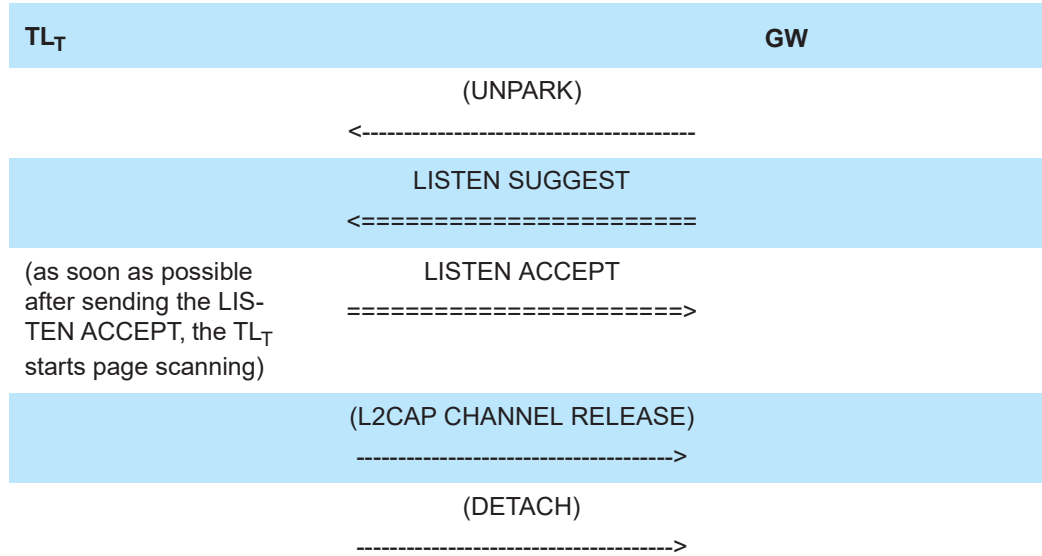 TLT GW
(UNPARK)
<---------------------------------------
LISTEN SUGGEST
<=======================
(as soon as possible LISTEN ACCEPT
after sending the LIS-
=======================>
TEN ACCEPT, the TLT
starts page scanning)
(L2CAP CHANNEL RELEASE)
-------------------------------------->
(DETACH)
-------------------------------------->